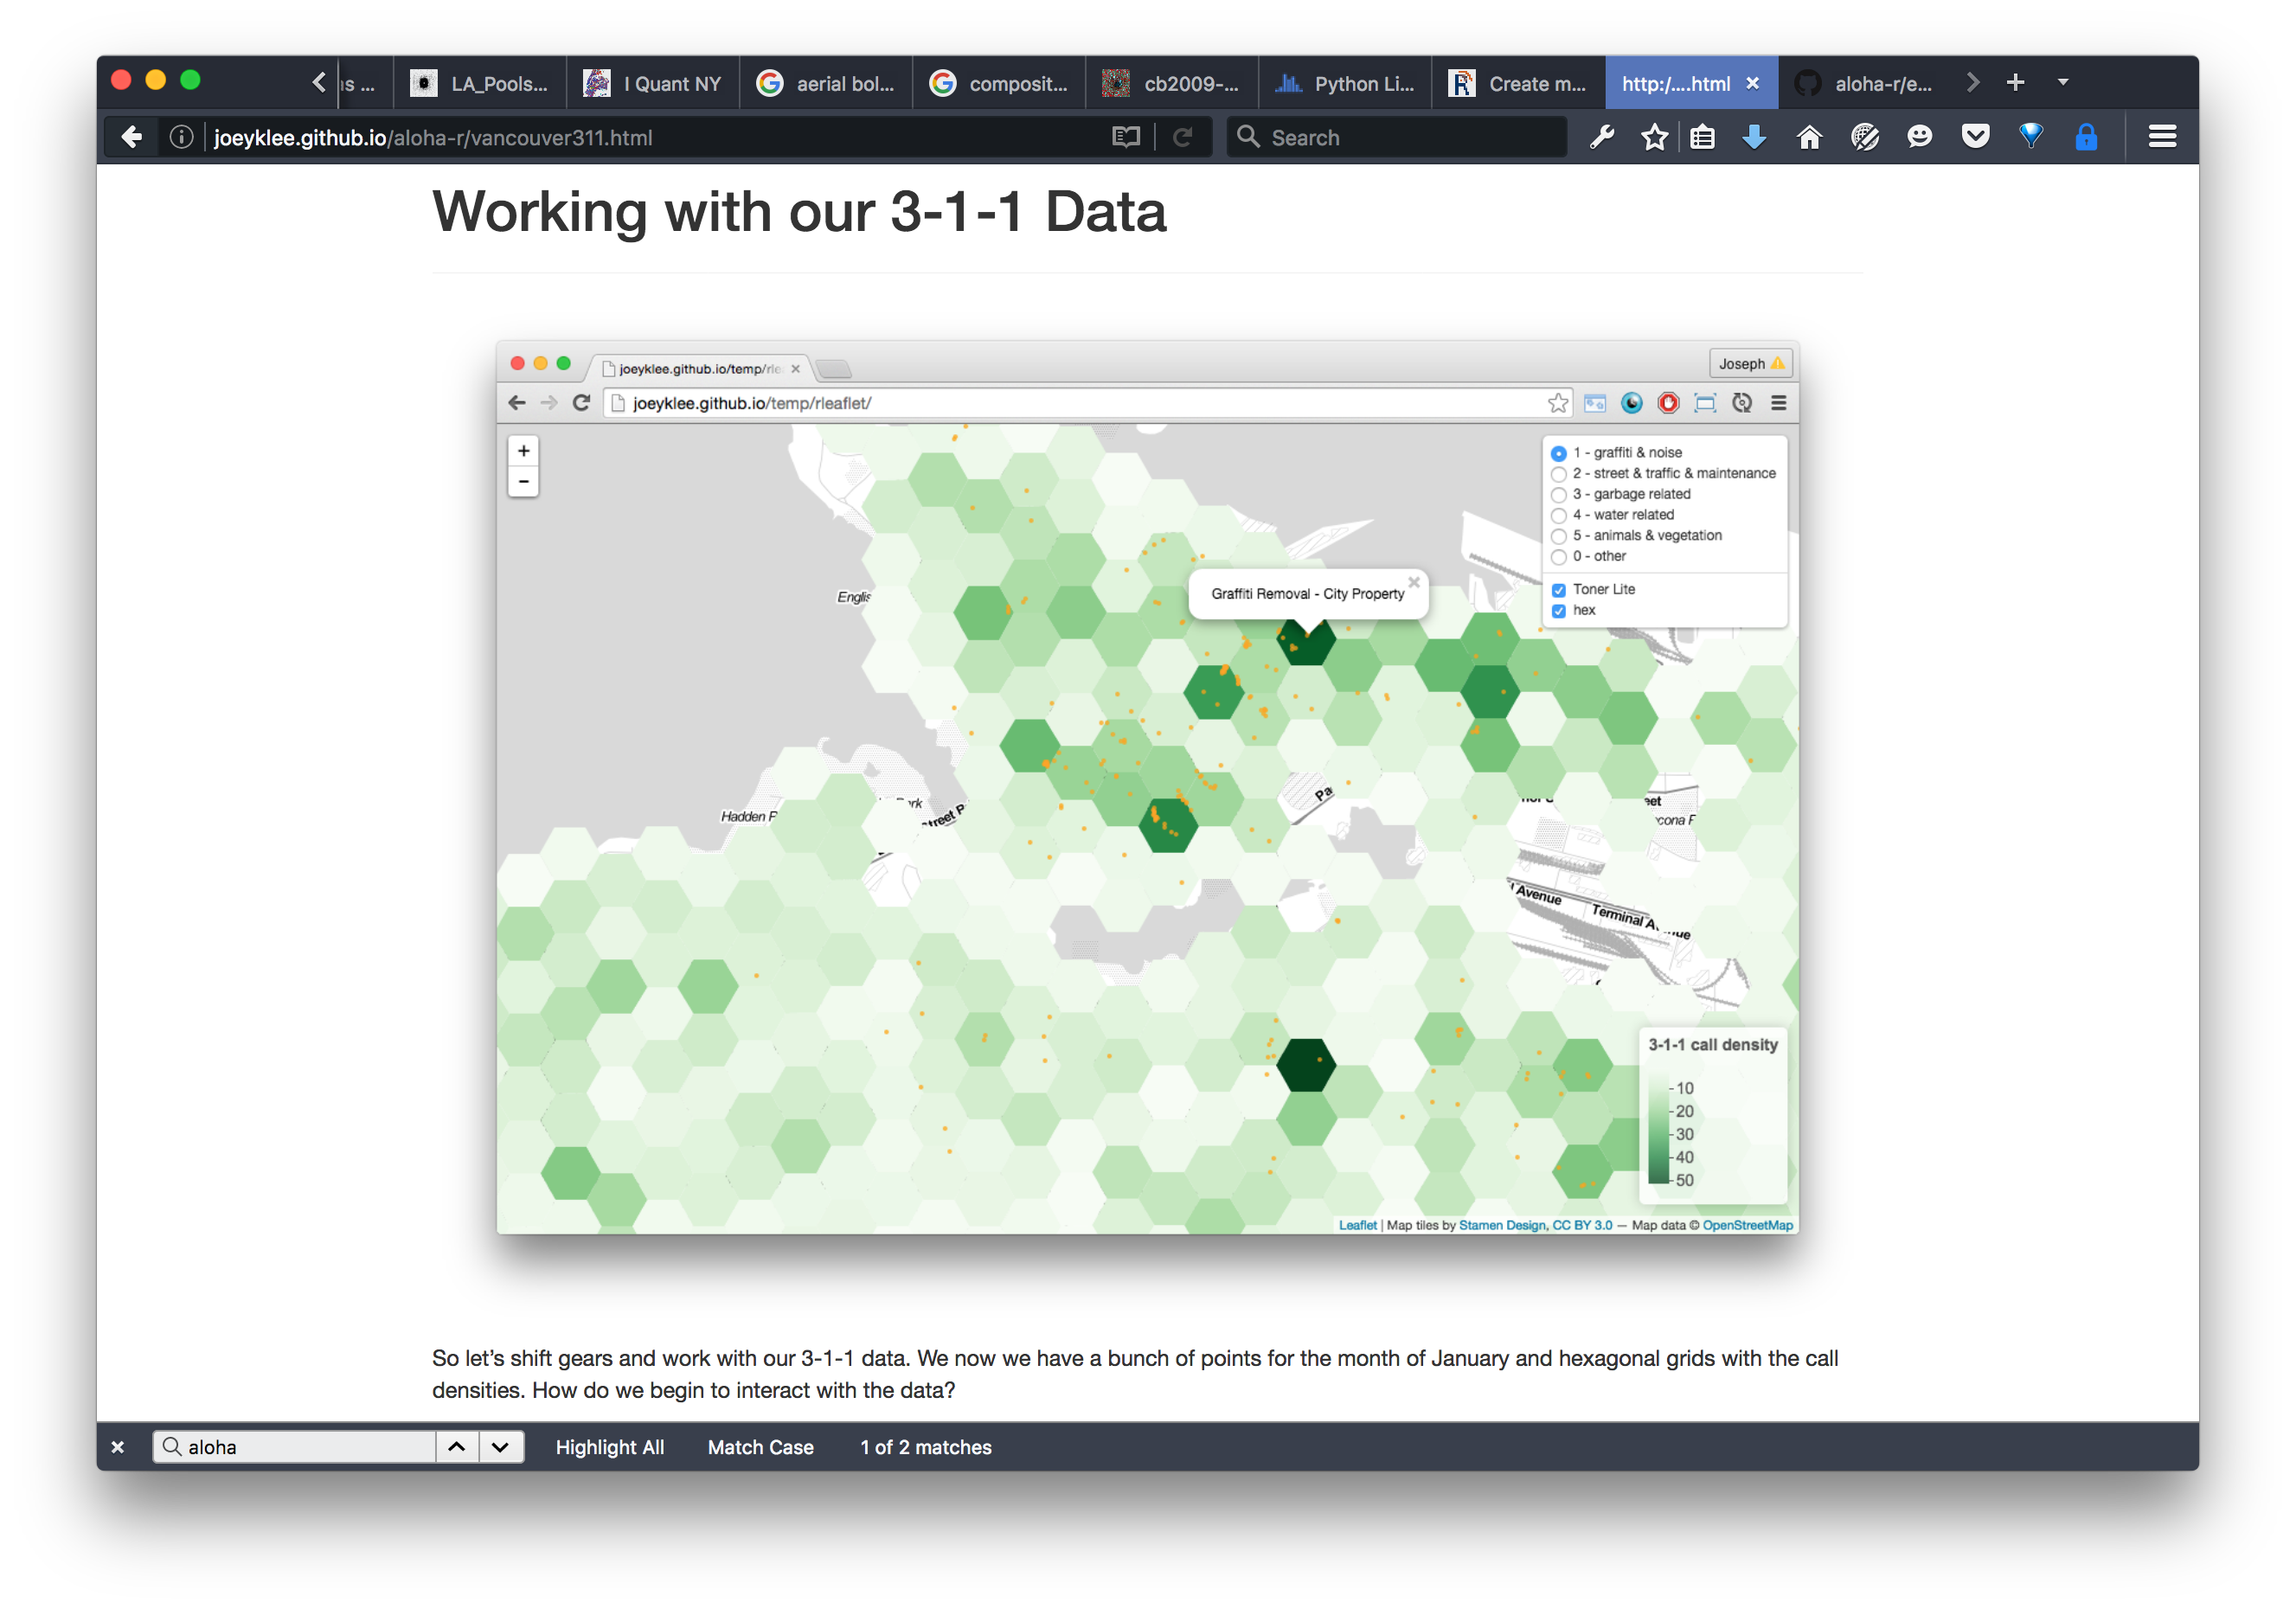 ıs ...
LA_Pools...
I Quant NY
aerial bol...
composit...
cb2009-...
Python Li...
Create m...
http:/....html
aloha-r/e...
joeyklee.github.io/aloha-r/vancouver311.html
Search
Working with our 3-1-1 Data
joeyklee.github.io/temp/rle
Joseph
joeyklee.github.io/temp/rleaflet/
+
−
1 - graffiti & noise
2 - street & traffic & maintenance
3 - garbage related
4 - water related
5 - animals & vegetation
0 - other
Toner Lite
hex
Englis
Graffiti Removal - City Property
Hadden P
ark
street P
Pa
eet
cona F
Avenue
Terminal A
ue
3-1-1 call density
10
20
30
40
50
Leaflet | Map tiles by Stamen Design, CC BY 3.0 — Map data © OpenStreetMap
So let’s shift gears and work with our 3-1-1 data. We now we have a bunch of points for the month of January and hexagonal grids with the call
densities. How do we begin to interact with the data?
aloha
Highlight All
Match Case
1 of 2 matches